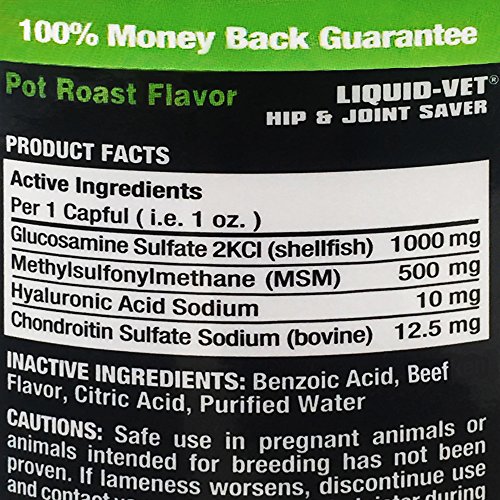 100% Money Back Guarantee
Pot Roast Flavor
LIQUID-VET®
HIP & JOINT SAVER
PRODUCT FACTS
Active Ingredients
Per 1 Capful ( i.e. 1 oz. )
Glucosamine Sulfate 2KCl (shellfish) 1000 mg
Methylsulfonylmethane (MSM) 500 mg
Hyaluronic Acid Sodium 10 mg
Chondroitin Sulfate Sodium (bovine) 12.5 mg
INACTIVE INGREDIENTS: Benzoic Acid, Beef
Flavor, Citric Acid, Purified Water
CAUTIONS: Safe use in pregnant animals or
animals intended for breeding has not been
proven. If lameness worsens, discontinue use
and contact during